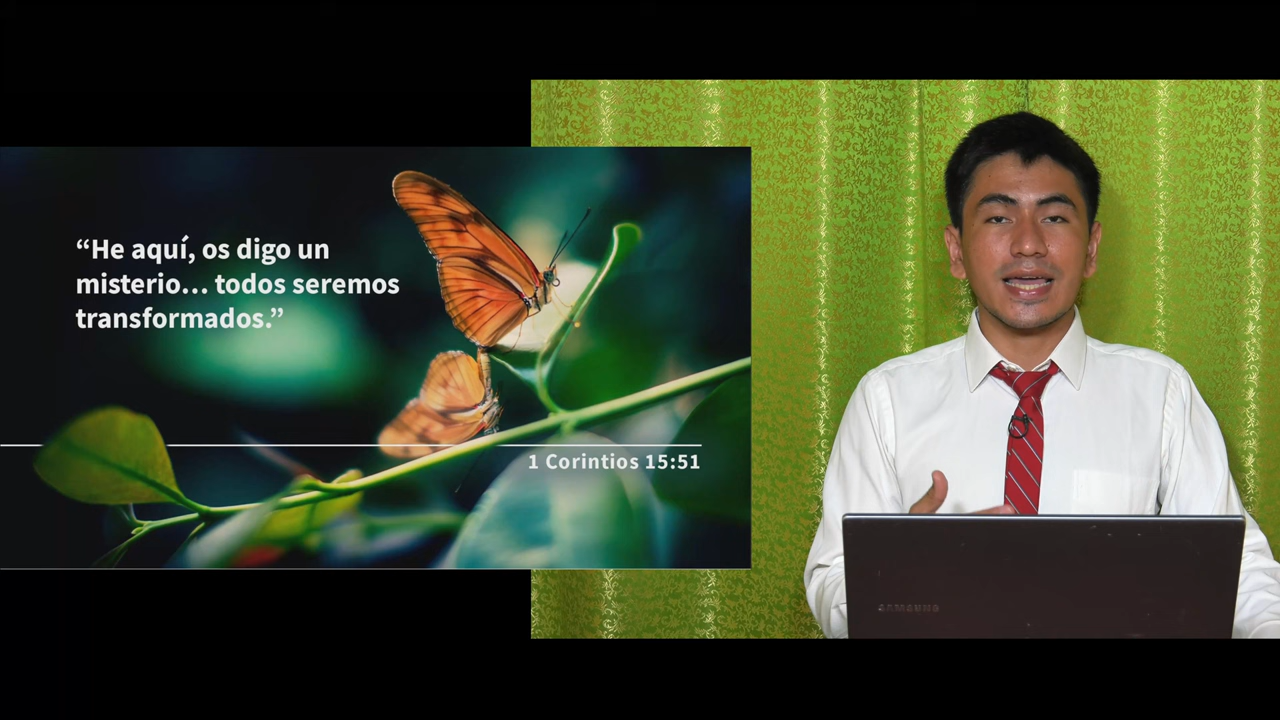 “He aquí, os digo un
misterio... todos seremos
transformados.”
1 Corintios 15:51
SAMSUNG